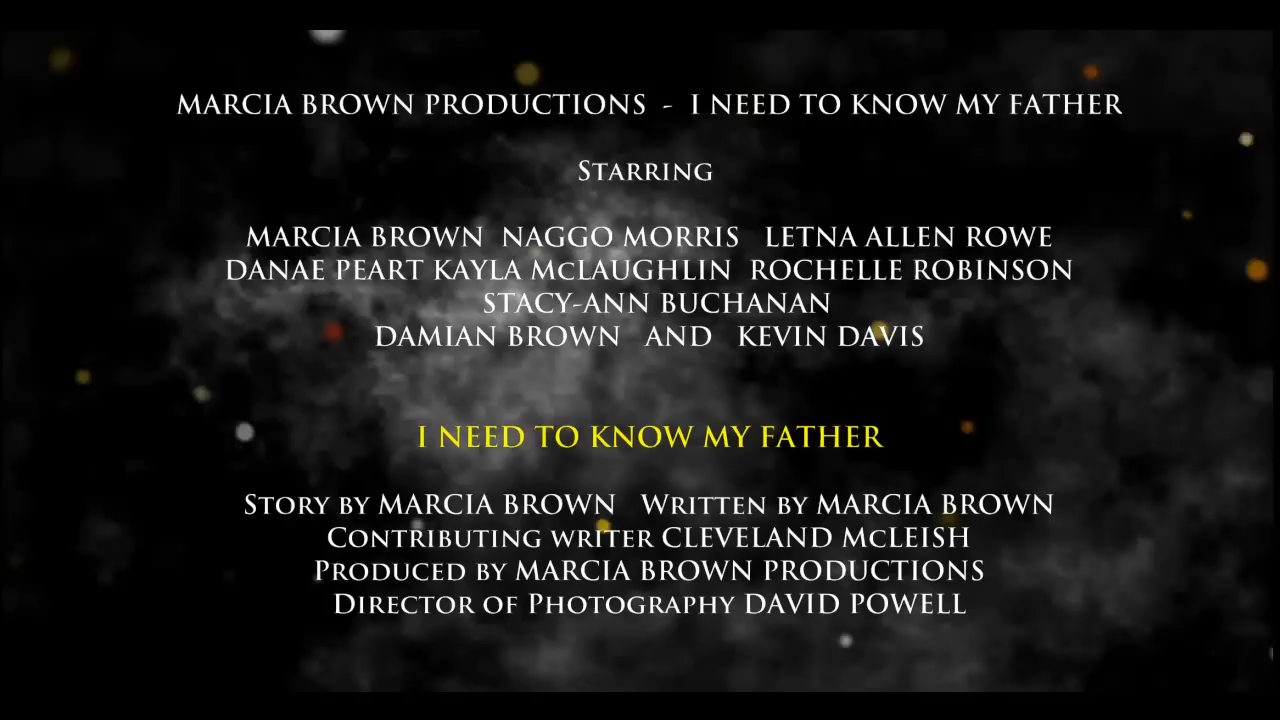 MARCIA BROWN PRODUCTIONS - I NEED TO KNOW MY FATHER
STARRING
MARCIA BROWN NAGGO MORRIS LETNA ALLEN ROWE
DANAE PEART KAYLA McLAUGHLIN ROCHELLE ROBINSON
STACY-ANN BUCHANAN
DAMIAN BROWN AND KEVIN DAVIS
I NEED TO KNOW MY FATHER
STORY BY MARCIA BROWN WRITTEN BY MARCIA BROWN
CONTRIBUTING WRITER CLEVELAND McLEISH
PRODUCED BY MARCIA BROWN PRODUCTIONS
DIRECTOR OF PHOTOGRAPHY DAVID POWELL